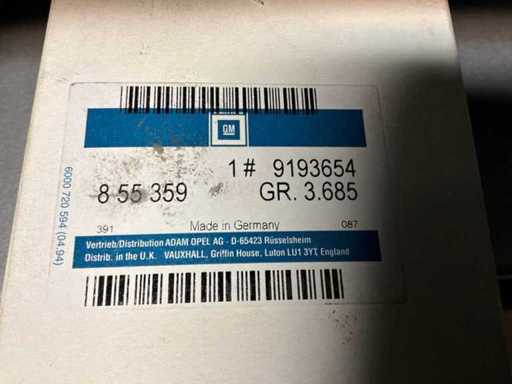 GM
1# 9193654
8 55 359 GR. 3.685
391 Made in Germany 087
Vertrieb/Distribution ADAM OPEL AG - D-65423 Rüsselsheim
Distrib. in the U.K. VAUXHALL, Griffin House, Luton LU1 3YT, England
6000 720 594 (04.94)